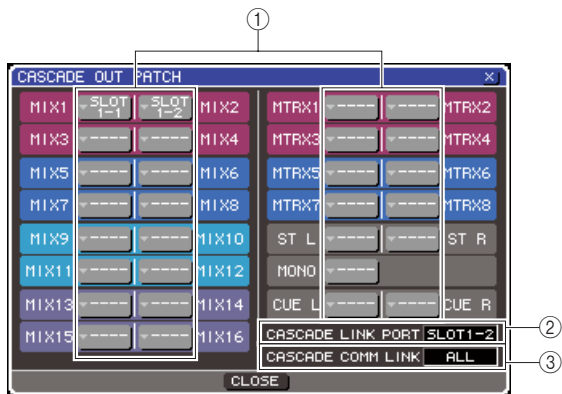 ①
CASCADE OUT PATCH X
MIX1 SLOT 1-1 SLOT 1-2 MIX2 MTRX1 ---- ---- MTRX2
MIX3 ---- ---- MIX4 MTRX3 ---- ---- MTRX4
MIX5 ---- ---- MIX6 MTRX5 ---- ---- MTRX6
MIX7 ---- ---- MIX8 MTRX7 ---- ---- MTRX8
MIX9 ---- ---- MIX10 ST L ---- ---- ST R
MIX11 ---- ---- MIX12 MONO ----
MIX13 ---- ---- MIX14 CUE L ---- ---- CUE R
MIX15 ---- ---- MIX16 CASCADE LINK PORT SLOT1-2 ②
CASCADE COMM LINK ALL ③
CLOSE